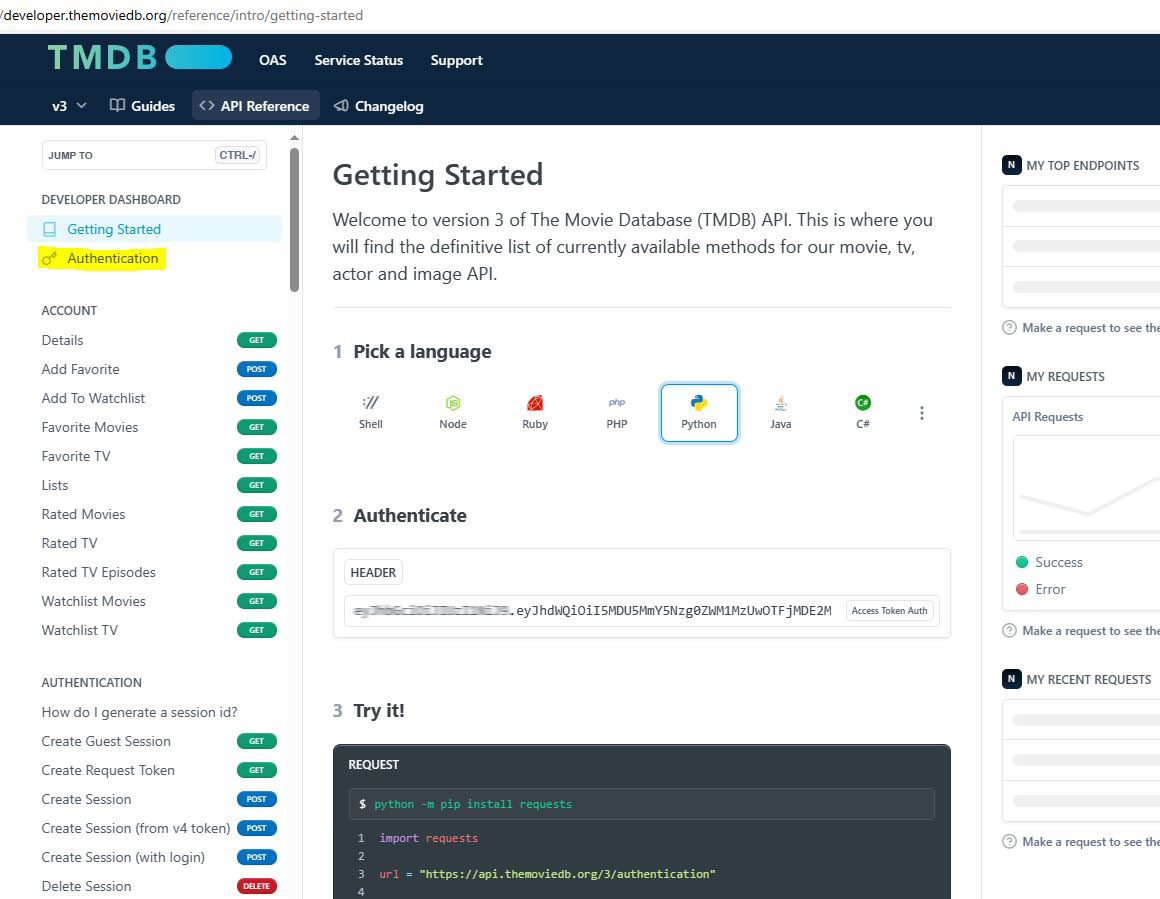 /developer.themoviedb.org/reference/intro/getting-started
TMDB
OAS
Service Status
Support
v3
Guides
<> API Reference
Changelog
JUMP TO
CTRL-/
DEVELOPER DASHBOARD
Getting Started
Authentication
ACCOUNT
Details GET
Add Favorite POST
Add To Watchlist POST
Favorite Movies GET
Favorite TV GET
Lists GET
Rated Movies GET
Rated TV GET
Rated TV Episodes GET
Watchlist Movies GET
Watchlist TV GET
AUTHENTICATION
How do I generate a session id?
Create Guest Session GET
Create Request Token GET
Create Session POST
Create Session (from v4 token) POST
Create Session (with login) POST
Delete Session DELETE
Getting Started
Welcome to version 3 of The Movie Database (TMDB) API. This is where you
will find the definitive list of currently available methods for our movie, tv,
actor and image API.
1 Pick a language
Shell
Node
Ruby
php
PHP
Python
Java
C#
C#
2 Authenticate
HEADER
.eyJhdWQiOiI5MDU5MmY5Nzg0ZWM1MzUwOTFjMDE2M
Access Token Auth
3 Try it!
REQUEST
$ python -m pip install requests
1 import requests
2
3 url = "https://api.themoviedb.org/3/authentication"
4
N MY TOP ENDPOINTS
? Make a request to see the
N MY REQUESTS
API Requests
Success
Error
? Make a request to see the
N MY RECENT REQUESTS
? Make a request to see the